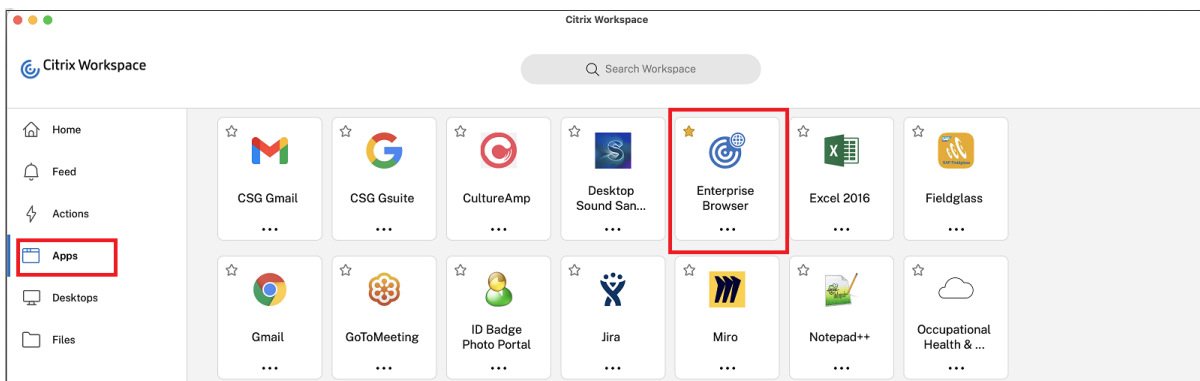 Citrix Workspace
Citrix Workspace
Search Workspace
Home
Feed
Actions
Apps
Desktops
Files
CSG Gmail
CSG Gsuite
CultureAmp
Desktop
Sound San...
Enterprise
Browser
Excel 2016
Fieldglass
Gmail
GoToMeeting
ID Badge
Photo Portal
Jira
Miro
Notepad++
Occupational
Health & ...